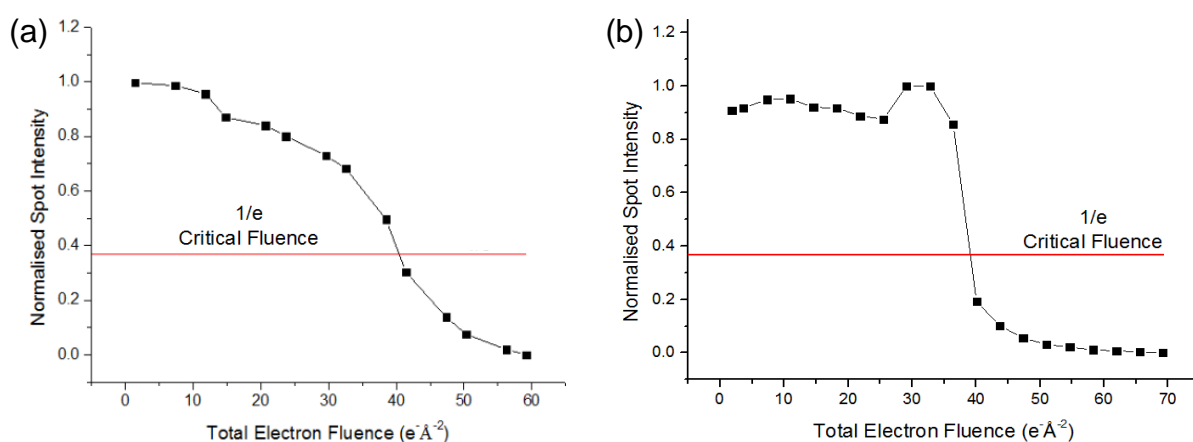 (a)
1.2
1.0
0.8
0.6
0.4
0.2
0.0
Normalised Spot Intensity
1/e
Critical Fluence
0 10 20 30 40 50 60
Total Electron Fluence (e⁻Å⁻²)
(b)
1.2
1.0
0.8
0.6
0.4
0.2
0.0
Normalised Spot Intensity
1/e
Critical Fluence
0 10 20 30 40 50 60 70
Total Electron Fluence (e⁻Å⁻²)